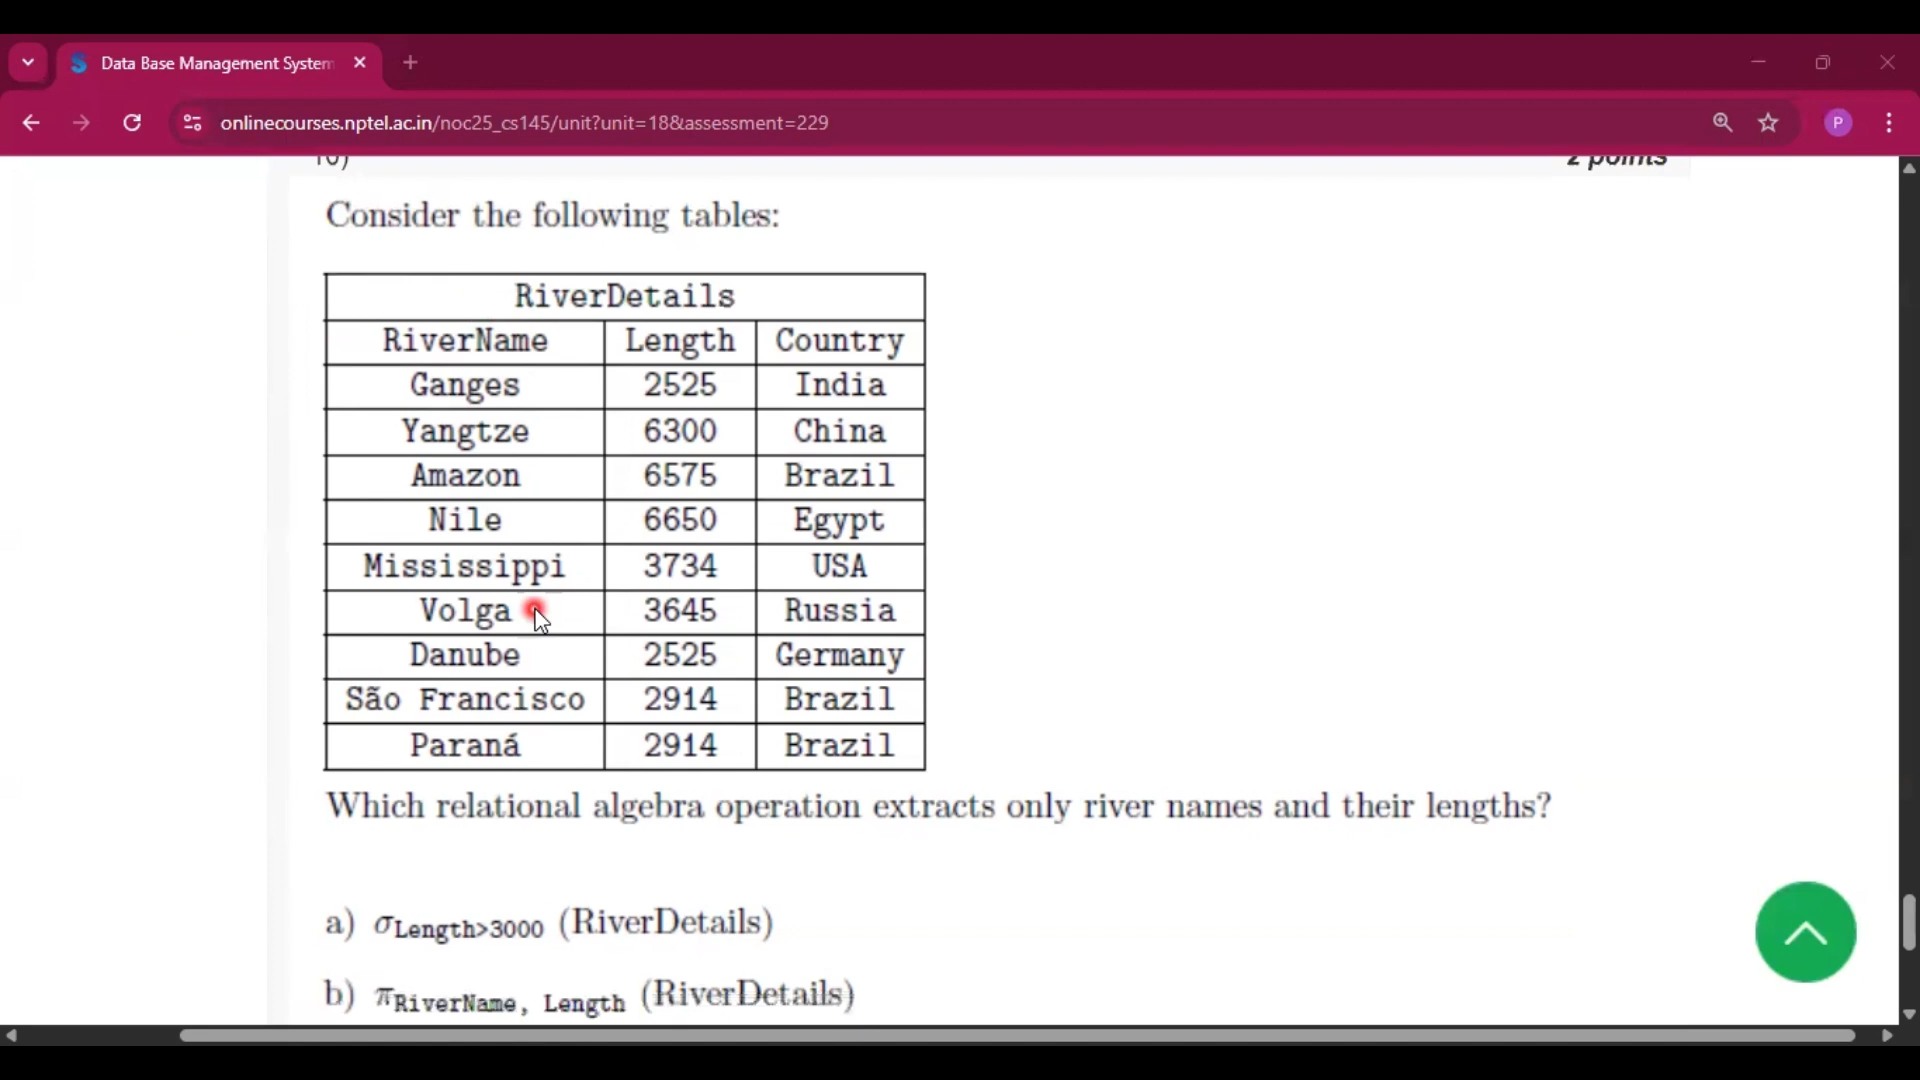 Data Base Management System
onlinecourses.nptel.ac.in/noc25_cs145/unit?unit=18&assessment=229
P
10)
2 points
Consider the following tables:
RiverDetails
RiverName Length Country
Ganges 2525 India
Yangtze 6300 China
Amazon 6575 Brazil
Nile 6650 Egypt
Mississippi 3734 USA
Volga 3645 Russia
Danube 2525 Germany
São Francisco 2914 Brazil
Paraná 2914 Brazil
Which relational algebra operation extracts only river names and their lengths?
a) σLength>3000 (RiverDetails)
b) πRiverName, Length (RiverDetails)